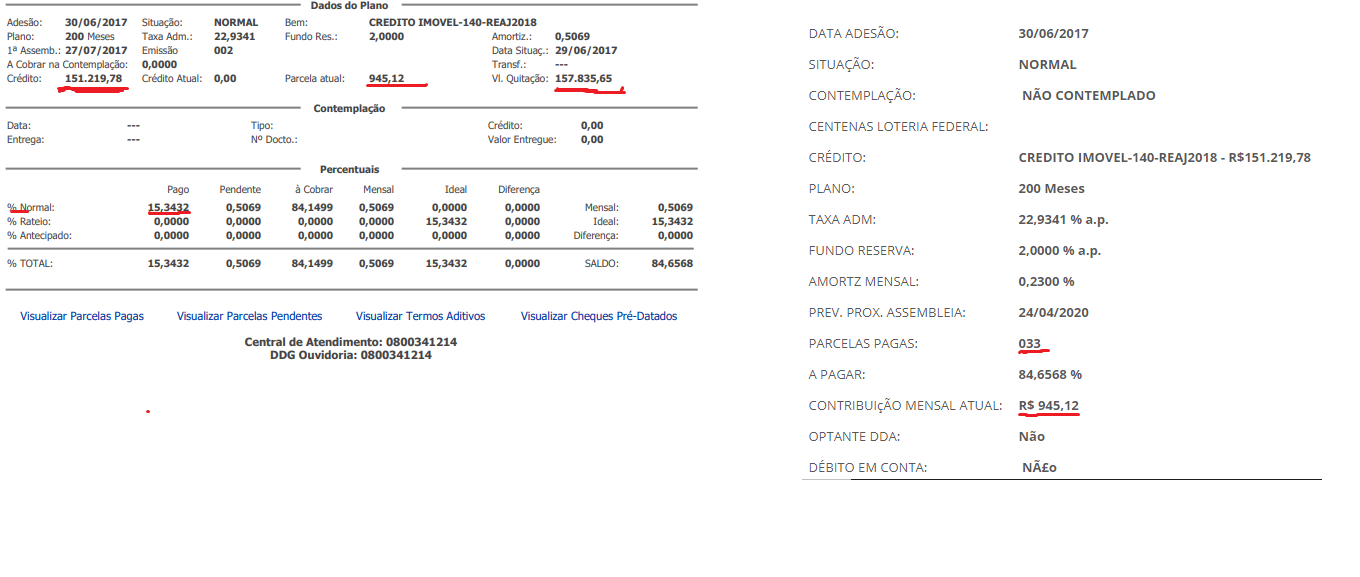 Dados do Plano
Adesão: 30/06/2017 Situação: NORMAL Bem: CREDITO IMOVEL-140-REAJ2018
Plano: 200 Meses Taxa Adm.: 22,9341 Fundo Res.: 2,0000 Amortiz.: 0,5069
1ª Assemb.: 27/07/2017 Emissão 002 Data Situaç.: 29/06/2017
A Cobrar na Contemplação: 0,0000 Transf.: ---
Crédito: 151.219,78 Crédito Atual: 0,00 Parcela atual: 945,12 Vl. Quitação: 157.835,65
Contemplação
Data: --- Tipo: Crédito: 0,00
Entrega: --- Nº Docto.: Valor Entregue: 0,00
Percentuais
Pago Pendente à Cobrar Mensal Ideal Diferença
% Normal: 15,3432 0,5069 84,1499 0,5069 0,0000 0,0000 Mensal: 0,5069
% Rateio: 0,0000 0,0000 0,0000 0,0000 15,3432 0,0000 Ideal: 15,3432
% Antecipado: 0,0000 0,0000 0,0000 0,0000 0,0000 0,0000 Diferença: 0,0000
% TOTAL: 15,3432 0,5069 84,1499 0,5069 15,3432 0,0000 SALDO: 84,6568
Visualizar Parcelas Pagas Visualizar Parcelas Pendentes Visualizar Termos Aditivos Visualizar Cheques Pré-Datados
Central de Atendimento: 0800341214
DDG Ouvidoria: 0800341214
DATA ADESÃO: 30/06/2017
SITUAÇÃO: NORMAL
CONTEMPLAÇÃO: NÃO CONTEMPLADO
CENTENAS LOTERIA FEDERAL:
CRÉDITO: CREDITO IMOVEL-140-REAJ2018 - R$151.219,78
PLANO: 200 Meses
TAXA ADM: 22,9341 % a.p.
FUNDO RESERVA: 2,0000 % a.p.
AMORTZ MENSAL: 0,2300 %
PREV. PROX. ASSEMBLEIA: 24/04/2020
PARCELAS PAGAS: 033
A PAGAR: 84,6568 %
CONTRIBUIçÃO MENSAL ATUAL: R$ 945,12
OPTANTE DDA: Não
DÉBITO EM CONTA: NÃ£o